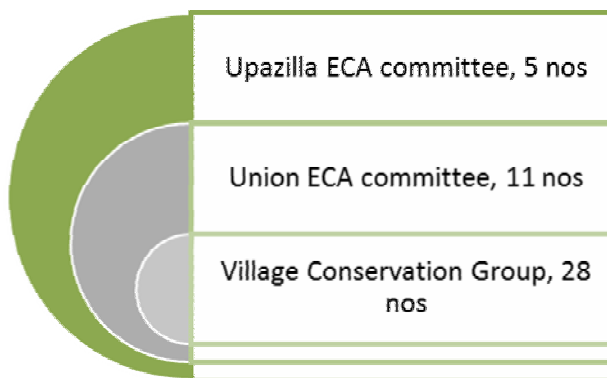 Upazilla ECA committee, 5 nos
Union ECA committee, 11 nos
Village Conservation Group, 28
nos